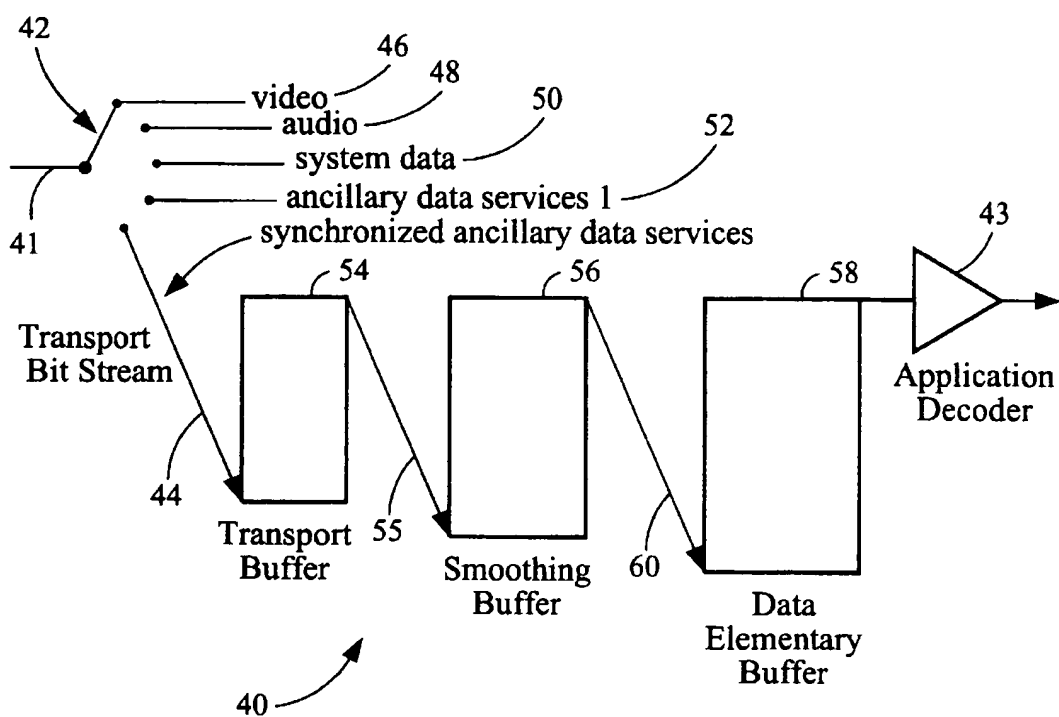 42
46
48
video
50
audio
52
system data
ancillary data services 1
41
synchronized ancillary data services
43
54
56
58
Transport
Bit Stream
Application
Decoder
44
55
60
Transport
Buffer
Smoothing
Buffer
Data
Elementary
Buffer
40